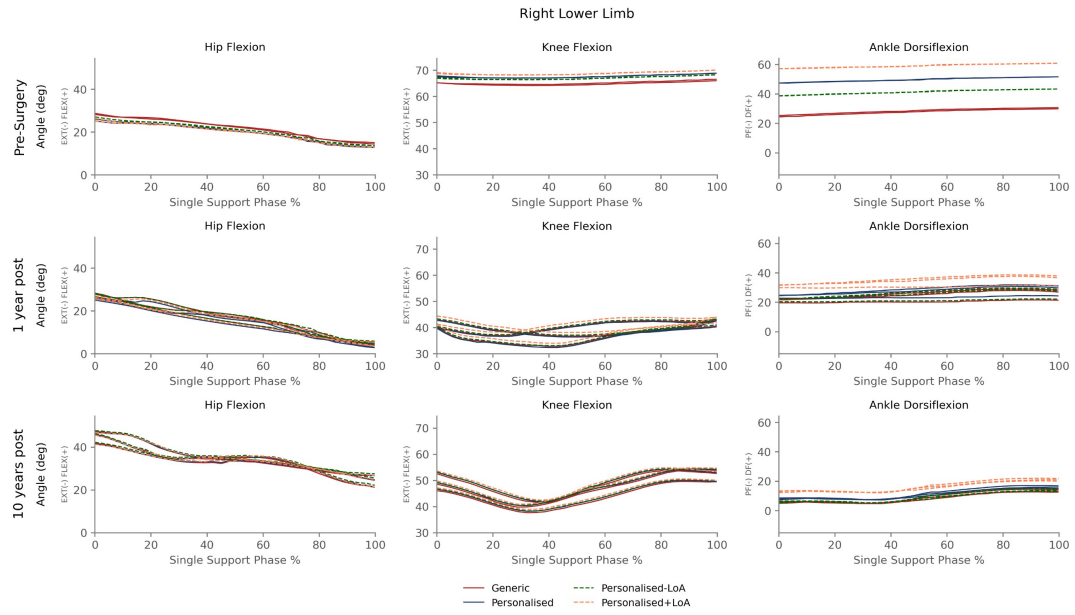 Right Lower Limb
Hip Flexion
Knee Flexion
Ankle Dorsiflexion
Pre-Surgery
Angle (deg)
EXT(-) FLEX(+)
40
20
0
0 20 40 60 80 100
Single Support Phase %
EXT(-) FLEX(+)
70
60
50
40
30
0 20 40 60 80 100
Single Support Phase %
PF(-) DF(+)
60
40
20
0
0 20 40 60 80 100
Single Support Phase %
Hip Flexion
Knee Flexion
Ankle Dorsiflexion
1 year post
Angle (deg)
EXT(-) FLEX(+)
40
20
0
0 20 40 60 80 100
Single Support Phase %
EXT(-) FLEX(+)
70
60
50
40
30
0 20 40 60 80 100
Single Support Phase %
PF(-) DF(+)
60
40
20
0
0 20 40 60 80 100
Single Support Phase %
Hip Flexion
Knee Flexion
Ankle Dorsiflexion
10 years post
Angle (deg)
EXT(-) FLEX(+)
40
20
0
0 20 40 60 80 100
Single Support Phase %
EXT(-) FLEX(+)
70
60
50
40
30
0 20 40 60 80 100
Single Support Phase %
PF(-) DF(+)
60
40
20
0
0 20 40 60 80 100
Single Support Phase %
Generic
Personalised
Personalised-LoA
Personalised+LoA